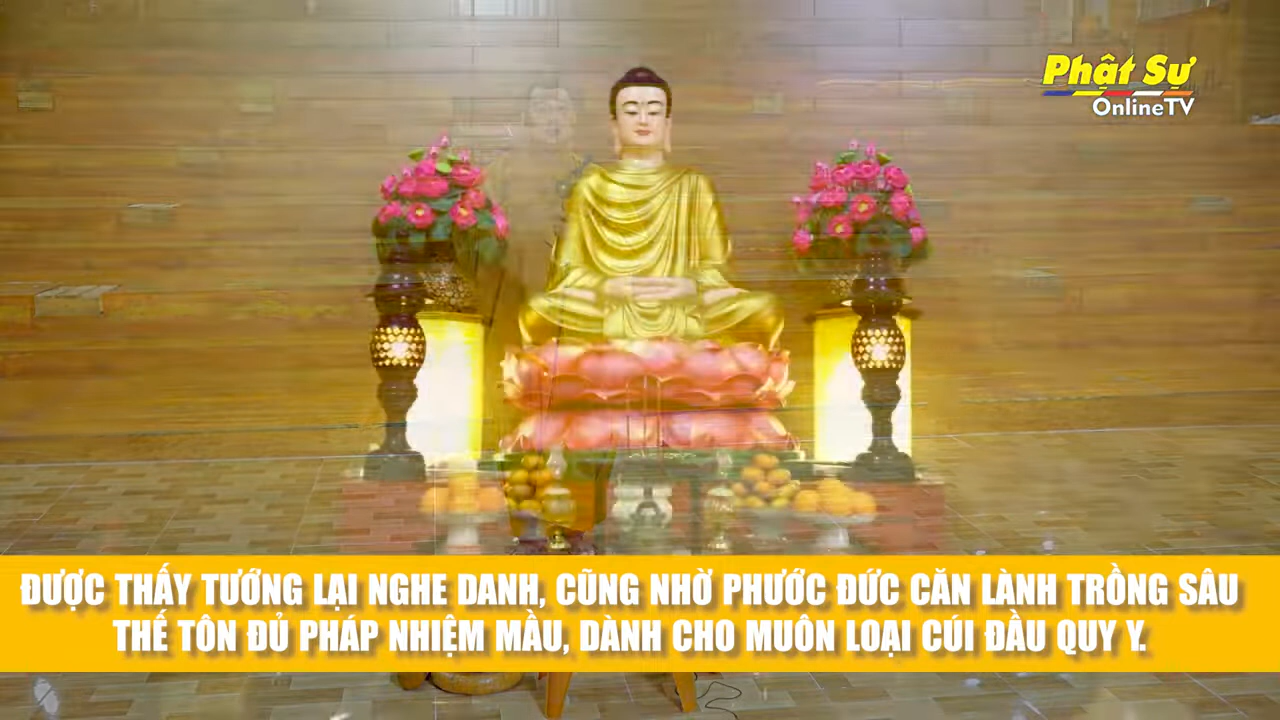 Phật Sự
OnlineTV
ĐƯỢC THẤY TƯỚNG LẠI NGHE DANH, CŨNG NHỜ PHƯỚC ĐỨC CĂN LÀNH TRỒNG SÂU
THẾ TÔN ĐỦ PHÁP NHIỆM MẦU, DÀNH CHO MUÔN LOẠI CÚI ĐẦU QUY Y.